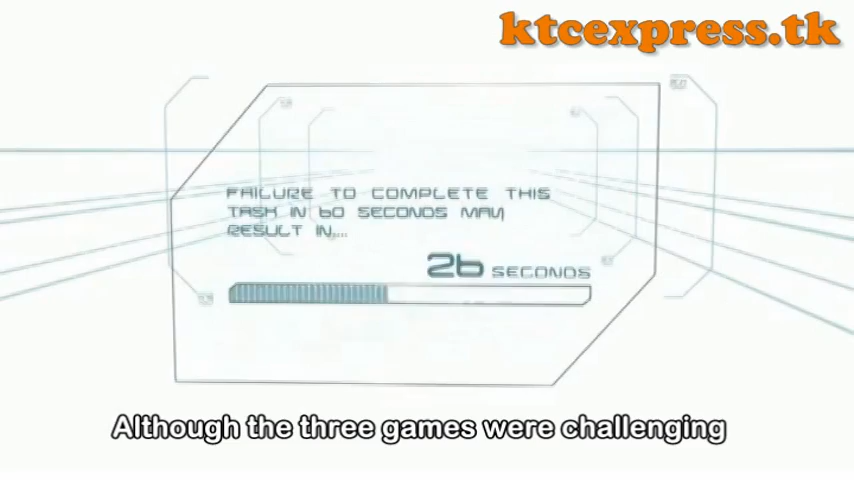 ktcexpress.tk
FAILURE TO COMPLETE THIS
TASK IN 60 SECONDS MAY
RESULT IN....
26 SECONDS
Although the three games were challenging